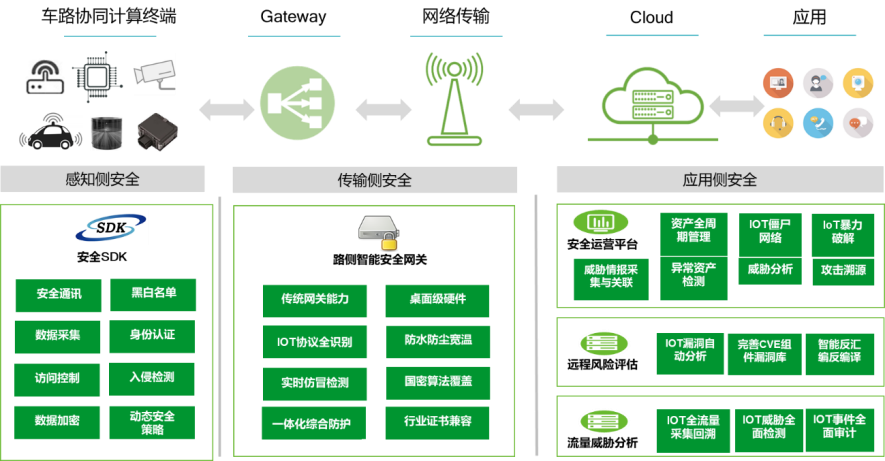 车路协同计算终端
Gateway
网络传输
Cloud
应用
感知侧安全
传输侧安全
应用侧安全
SDK
安全SDK
安全通讯
黑白名单
数据采集
身份认证
访问控制
入侵检测
数据加密
动态安全
策略
路侧智能安全网关
传统网关能力
桌面级硬件
IOT协议全识别
防水防尘宽温
实时仿冒检测
国密算法覆盖
一体化综合防护
行业证书兼容
安全运营平台
资产全周
期管理
IOT僵尸
网络
IoT暴力
破解
威胁情报采
集与关联
异常资产
检测
威胁分析
攻击溯源
远程风险评估
IOT漏洞自
动分析
完善CVE组
件漏洞库
智能反汇
编反编译
流量威胁分析
IOT全流量
采集回溯
IOT威胁全
面检测
IOT事件全
面审计